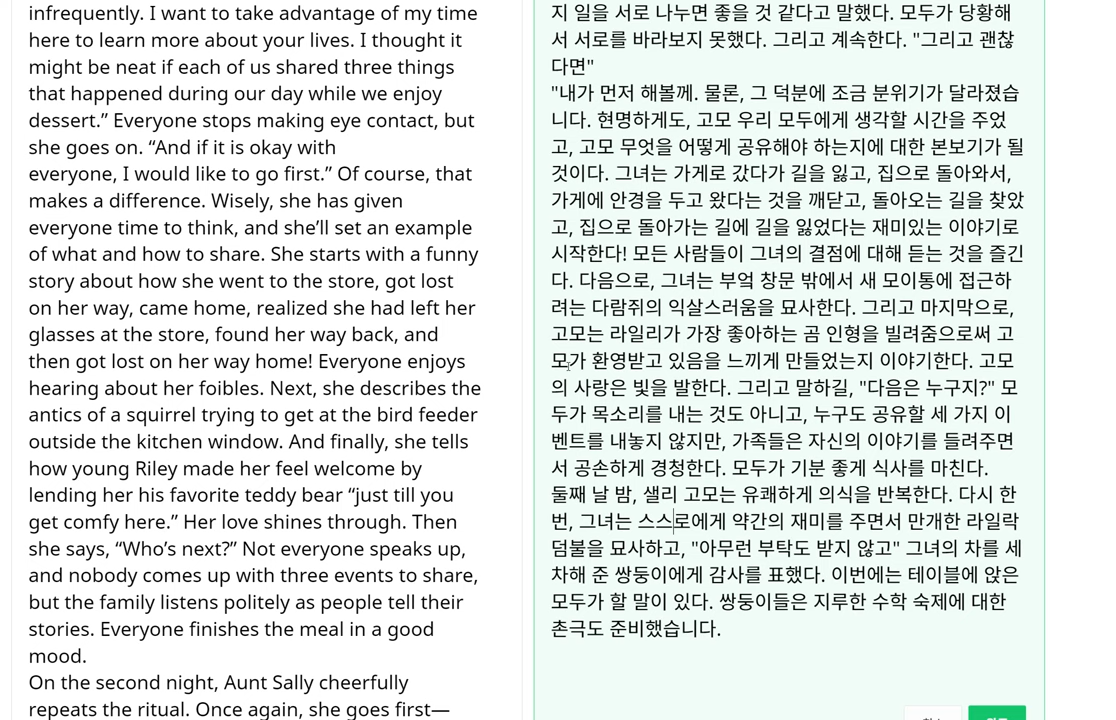 infrequently. I want to take advantage of my time
here to learn more about your lives. I thought it
might be neat if each of us shared three things
that happened during our day while we enjoy
dessert.” Everyone stops making eye contact, but
she goes on. “And if it is okay with
everyone, I would like to go first.” Of course, that
makes a difference. Wisely, she has given
everyone time to think, and she’ll set an example
of what and how to share. She starts with a funny
story about how she went to the store, got lost
on her way, came home, realized she had left her
glasses at the store, found her way back, and
then got lost on her way home! Everyone enjoys
hearing about her foibles. Next, she describes the
antics of a squirrel trying to get at the bird feeder
outside the kitchen window. And finally, she tells
how young Riley made her feel welcome by
lending her his favorite teddy bear “just till you
get comfy here.” Her love shines through. Then
she says, “Who’s next?” Not everyone speaks up,
and nobody comes up with three events to share,
but the family listens politely as people tell their
stories. Everyone finishes the meal in a good
mood.
On the second night, Aunt Sally cheerfully
repeats the ritual. Once again, she goes first—
지 일을 서로 나누면 좋을 것 같다고 말했다. 모두가 당황해
서 서로를 바라보지 못했다. 그리고 계속한다. "그리고 괜찮
다면"
"내가 먼저 해볼께. 물론, 그 덕분에 조금 분위기가 달라졌습
니다. 현명하게도, 고모 우리 모두에게 생각할 시간을 주었
고, 고모 무엇을 어떻게 공유해야 하는지에 대한 본보기가 될
것이다. 그녀는 가게로 갔다가 길을 잃고, 집으로 돌아와서,
가게에 안경을 두고 왔다는 것을 깨닫고, 돌아오는 길을 찾았
고, 집으로 돌아가는 길에 길을 잃었다는 재미있는 이야기로
시작한다! 모든 사람들이 그녀의 결점에 대해 듣는 것을 즐긴
다. 다음으로, 그녀는 부엌 창문 밖에서 새 모이통에 접근하
려는 다람쥐의 익살스러움을 묘사한다. 그리고 마지막으로,
고모는 라일리가 가장 좋아하는 곰 인형을 빌려줌으로써 고
모가 환영받고 있음을 느끼게 만들었는지 이야기한다. 고모
의 사랑은 빛을 발한다. 그리고 말하길, "다음은 누구지?" 모
두가 목소리를 내는 것도 아니고, 누구도 공유할 세 가지 이
벤트를 내놓지 않지만, 가족들은 자신의 이야기를 들려주면
서 공손하게 경청한다. 모두가 기분 좋게 식사를 마친다.
둘째 날 밤, 샐리 고모는 유쾌하게 의식을 반복한다. 다시 한
번, 그녀는 스스로에게 약간의 재미를 주면서 만개한 라일락
덤불을 묘사하고, "아무런 부탁도 받지 않고" 그녀의 차를 세
차해 준 쌍둥이에게 감사를 표했다. 이번에는 테이블에 앉은
모두가 할 말이 있다. 쌍둥이들은 지루한 수학 숙제에 대한
촌극도 준비했습니다.